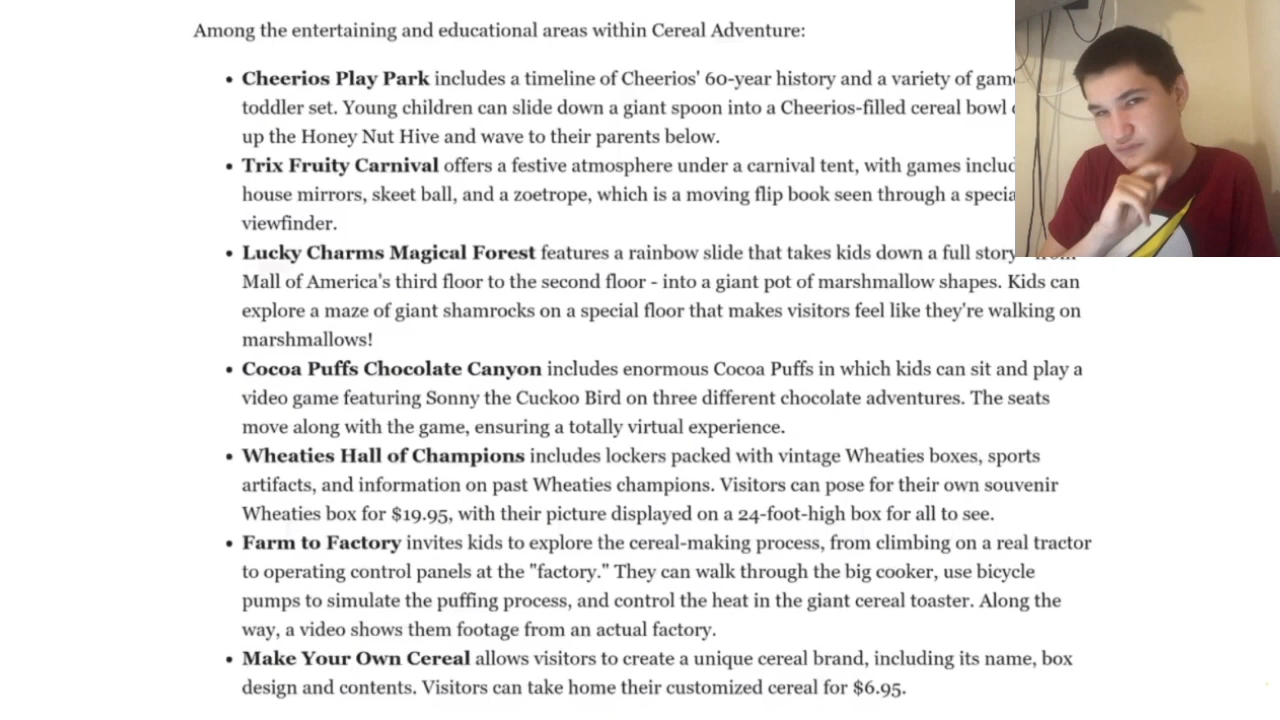 Among the entertaining and educational areas within Cereal Adventure:
• Cheerios Play Park includes a timeline of Cheerios' 60-year history and a variety of
toddler set. Young children can slide down a giant spoon into a Cheerios-filled cereal bowl
up the Honey Nut Hive and wave to their parents below.
• Trix Fruity Carnival offers a festive atmosphere under a carnival tent, with games
house mirrors, skeet ball, and a zoetrope, which is a moving flip book seen through a
viewfinder.
• Lucky Charms Magical Forest features a rainbow slide that takes kids down a full story
Mall of America's third floor to the second floor - into a giant pot of marshmallow shapes. Kids can
explore a maze of giant shamrocks on a special floor that makes visitors feel like they're walking on
marshmallows!
• Cocoa Puffs Chocolate Canyon includes enormous Cocoa Puffs in which kids can sit and play a
video game featuring Sonny the Cuckoo Bird on three different chocolate adventures. The seats
move along with the game, ensuring a totally virtual experience.
• Wheaties Hall of Champions includes lockers packed with vintage Wheaties boxes, sports
artifacts, and information on past Wheaties champions. Visitors can pose for their own souvenir
Wheaties box for $19.95, with their picture displayed on a 24-foot-high box for all to see.
• Farm to Factory invites kids to explore the cereal-making process, from climbing on a real tractor
to operating control panels at the "factory." They can walk through the big cooker, use bicycle
pumps to simulate the puffing process, and control the heat in the giant cereal toaster. Along the
way, a video shows them footage from an actual factory.
• Make Your Own Cereal allows visitors to create a unique cereal brand, including its name, box
design and contents. Visitors can take home their customized cereal for $6.95.